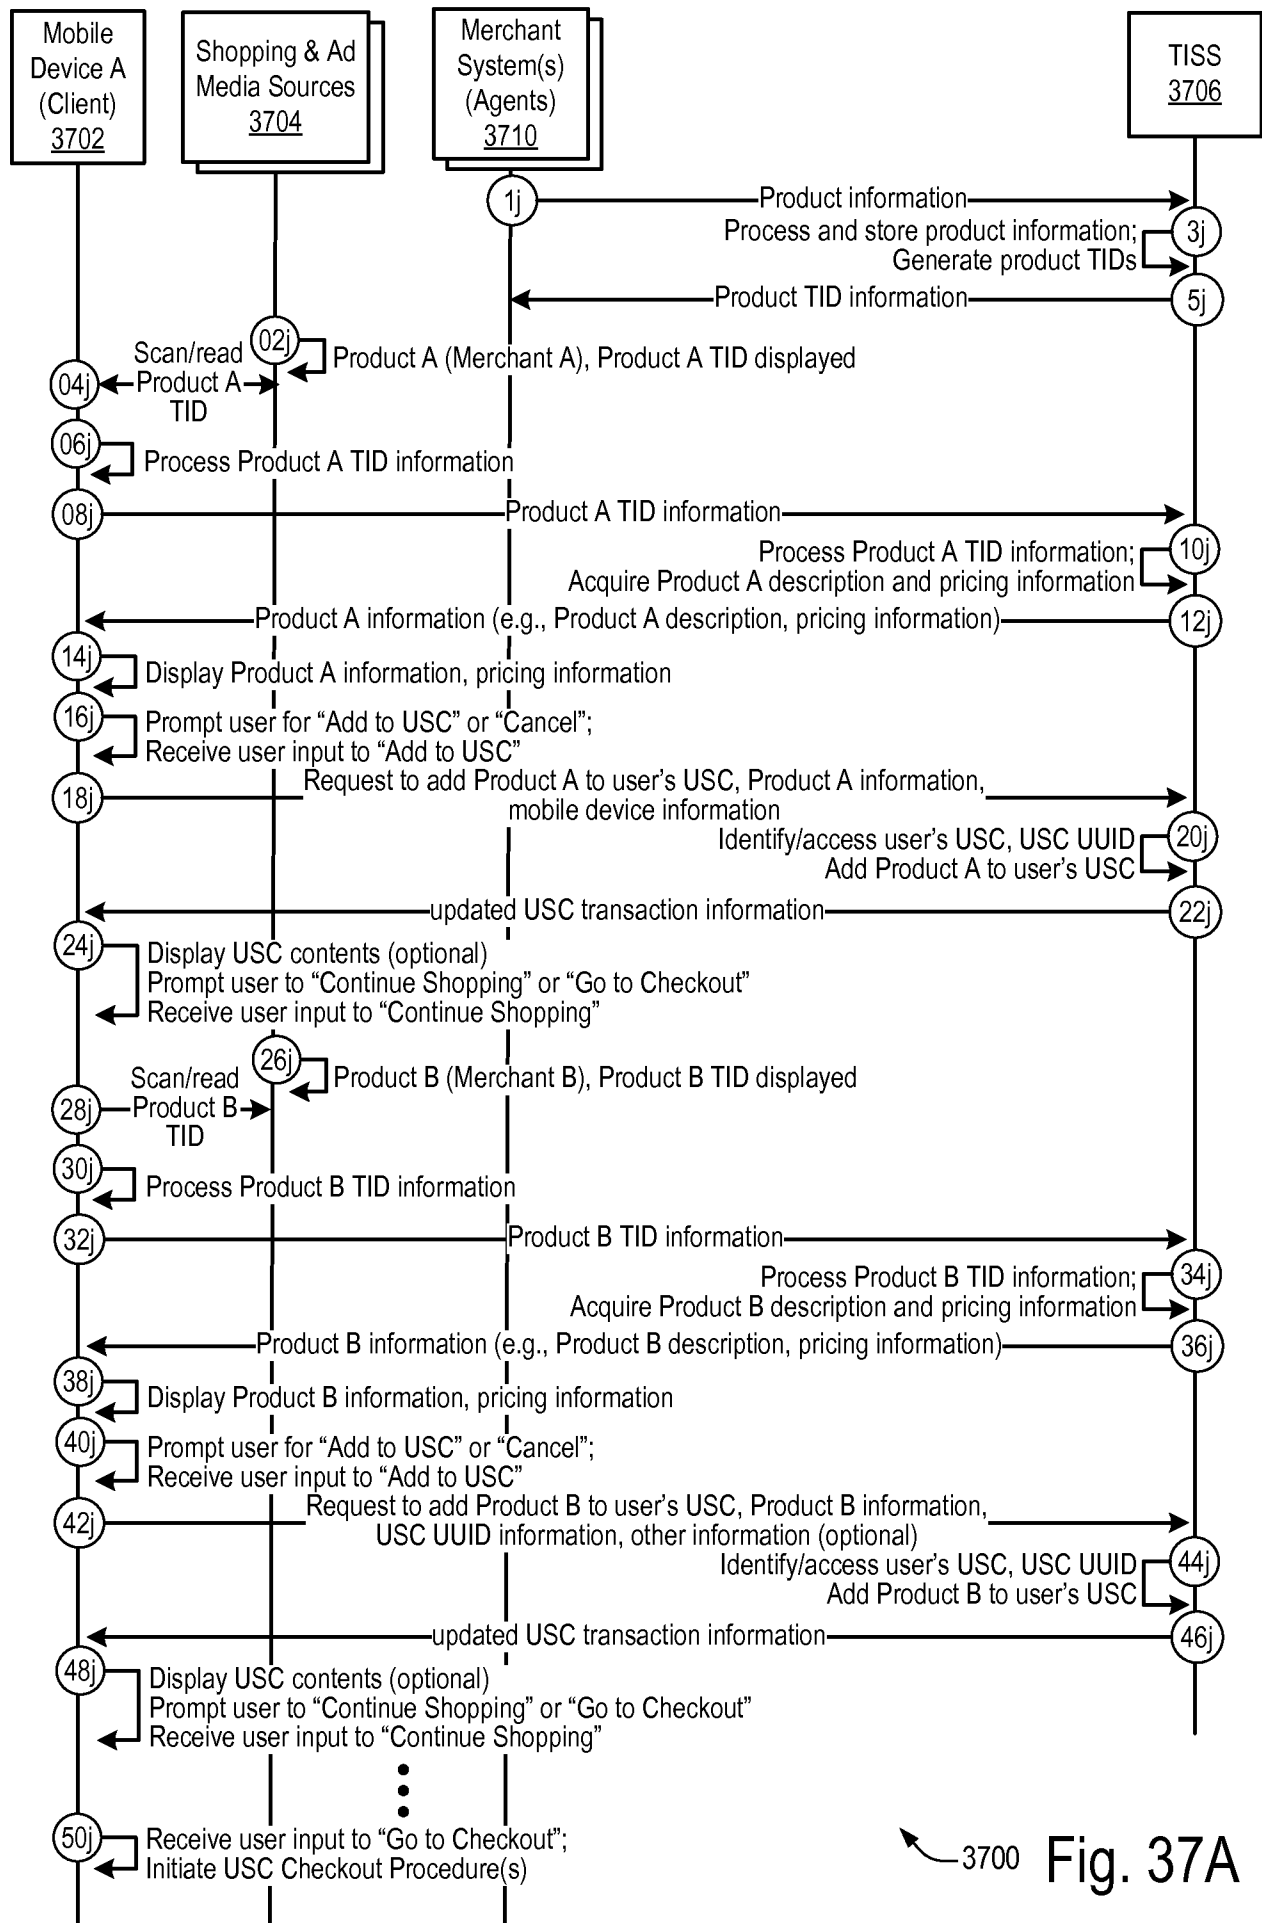 Mobile
Device A
(Client)
3702
Shopping & Ad
Media Sources
3704
Merchant
System(s)
(Agents)
3710
TISS
3706
1j
Product information
3j
Process and store product information;
Generate product TIDs
Product TID information
5j
02j
Product A (Merchant A), Product A TID displayed
04j
Scan/read
Product A
TID
06j
Process Product A TID information
08j
Product A TID information
10j
Process Product A TID information;
Acquire Product A description and pricing information
Product A information (e.g., Product A description, pricing information)
12j
14j
Display Product A information, pricing information
16j
Prompt user for “Add to USC” or “Cancel”;
Receive user input to “Add to USC”
18j
Request to add Product A to user’s USC, Product A information,
mobile device information
20j
Identify/access user’s USC, USC UUID
Add Product A to user’s USC
updated USC transaction information
22j
24j
Display USC contents (optional)
Prompt user to “Continue Shopping” or “Go to Checkout”
Receive user input to “Continue Shopping”
26j
Product B (Merchant B), Product B TID displayed
28j
Scan/read
Product B
TID
30j
Process Product B TID information
32j
Product B TID information
34j
Process Product B TID information;
Acquire Product B description and pricing information
Product B information (e.g., Product B description, pricing information)
36j
38j
Display Product B information, pricing information
40j
Prompt user for “Add to USC” or “Cancel”;
Receive user input to “Add to USC”
42j
Request to add Product B to user’s USC, Product B information,
USC UUID information, other information (optional)
44j
Identify/access user’s USC, USC UUID
Add Product B to user’s USC
updated USC transaction information
46j
48j
Display USC contents (optional)
Prompt user to “Continue Shopping” or “Go to Checkout”
Receive user input to “Continue Shopping”
50j
Receive user input to “Go to Checkout”;
Initiate USC Checkout Procedure(s)
3700
Fig. 37A